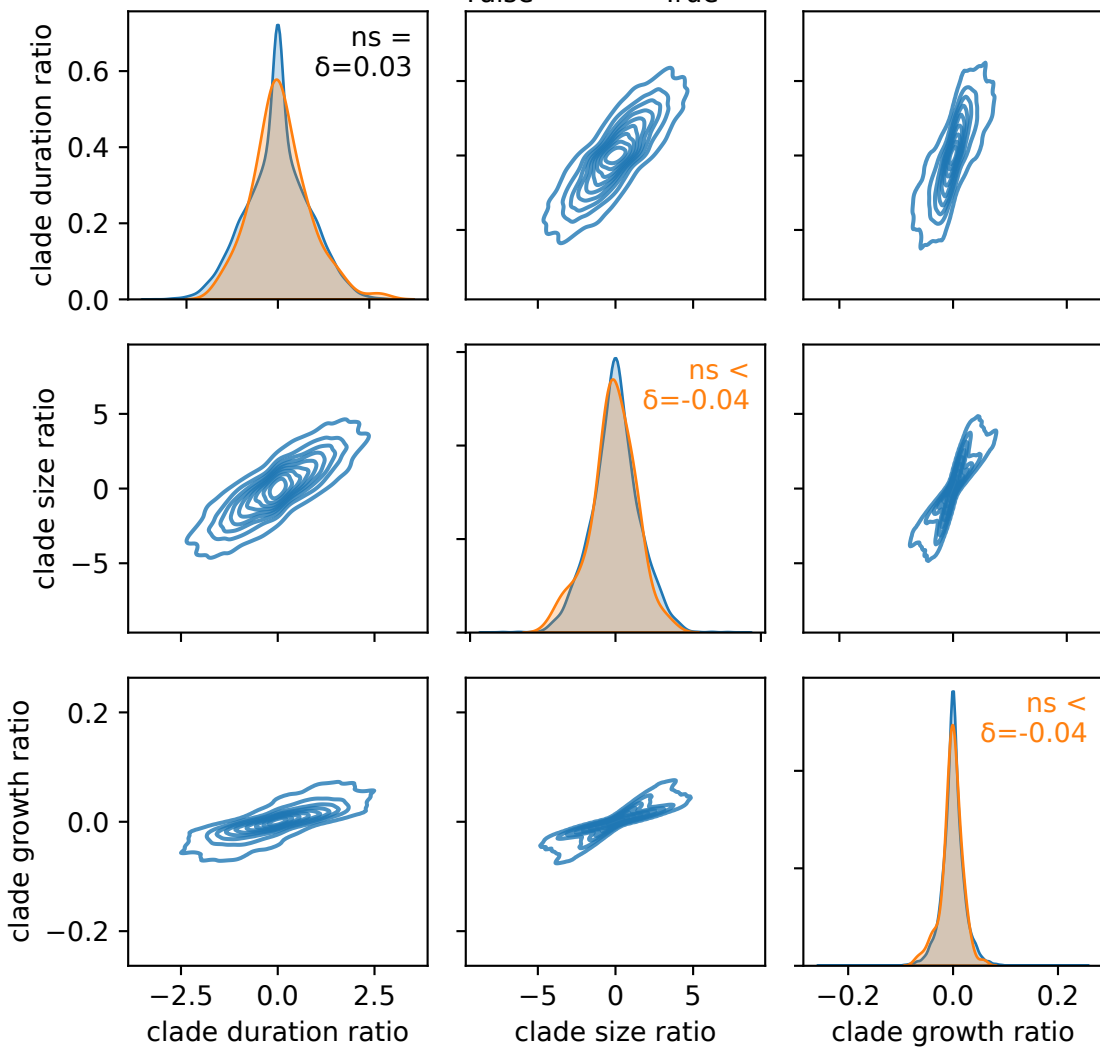 clade duration ratio
0.6
0.4
0.2
0.0
ns =
δ=0.03
clade size ratio
5
0
−5
ns <
δ=-0.04
clade growth ratio
0.2
0.0
−0.2
ns <
δ=-0.04
−2.5 0.0 2.5
−5 0 5
−0.2 0.0 0.2
clade duration ratio
clade size ratio
clade growth ratio